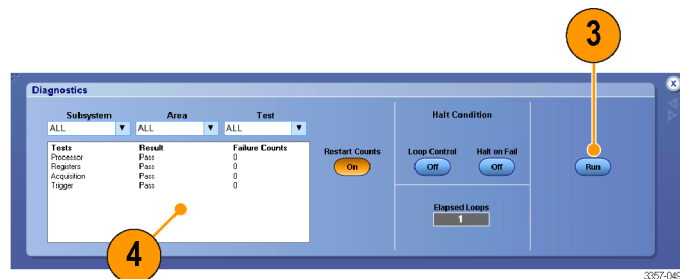 3
Diagnostics
Subsystem Area Test
ALL ALL ALL
Halt Condition
Tests Result Failure Counts
Processor Pass 0
Registers Pass 0
Acquisition Pass 0
Trigger Pass 0
Restart Counts
On
Loop Control Halt on Fail
Off Off
Run
Elapsed Loops
1
4
3357-049